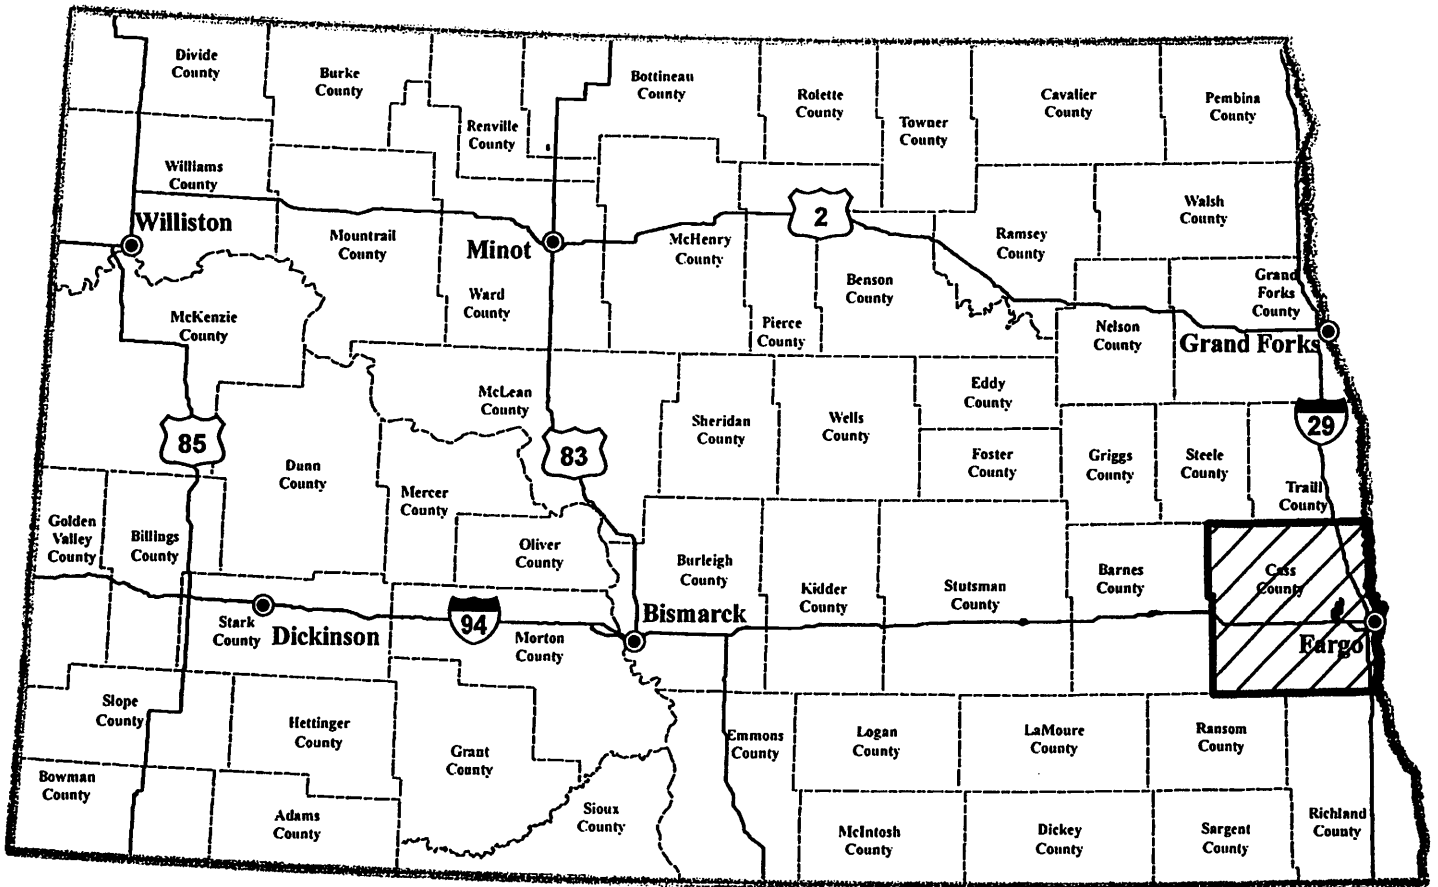 Divide
County
Burke
County
Renville
County
Bottineau
County
Rolette
County
Towner
County
Cavalier
County
Pembina
County
Williams
County
Williston
Mountrail
County
Minot
Ward
County
McHenry
County
2
Pierce
County
Benson
County
Ramsey
County
Walsh
County
Nelson
County
Grand
Forks
County
Grand Forks
McKenzie
County
85
Dunn
County
McLean
County
83
Mercer
County
Oliver
County
Sheridan
County
Wells
County
Eddy
County
Foster
County
Griggs
County
Steele
County
29
Traill
County
Golden
Valley
County
Billings
County
Stark
County
Dickinson
94
Morton
County
Bismarck
Burleigh
County
Kidder
County
Stutsman
County
Barnes
County
Cass
County
Fargo
Slope
County
Hettinger
County
Grant
County
Bowman
County
Adams
County
Sioux
County
Emmons
County
Logan
County
LaMoure
County
Ransom
County
McIntosh
County
Dickey
County
Sargent
County
Richland
County